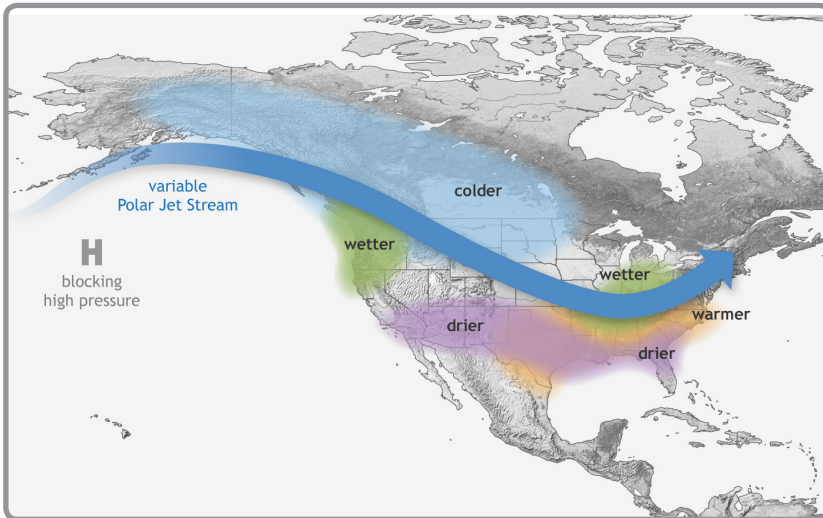 variable
Polar Jet Stream
colder
H
blocking
high pressure
wetter
wetter
warmer
drier
drier